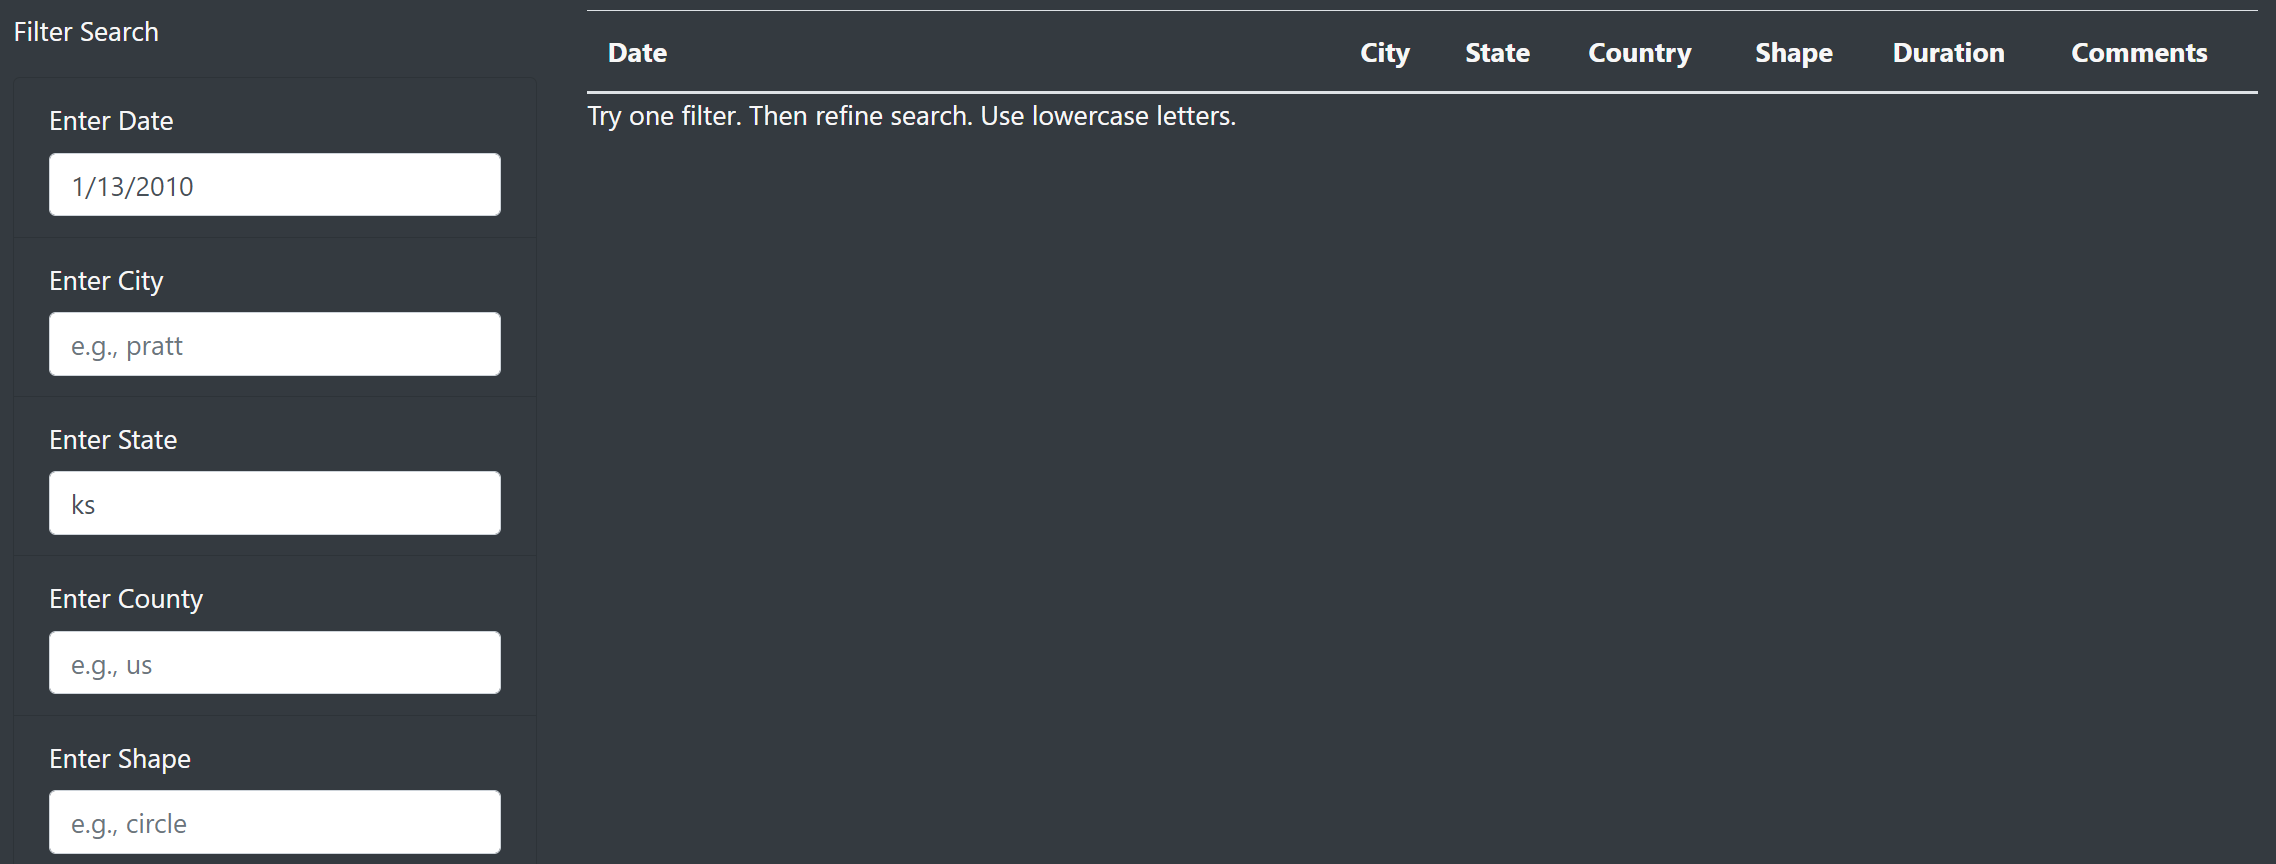 Filter Search
Enter Date
1/13/2010
Enter City
e.g., pratt
Enter State
ks
Enter County
e.g., us
Enter Shape
e.g., circle
Date City State Country Shape Duration Comments
Try one filter. Then refine search. Use lowercase letters.